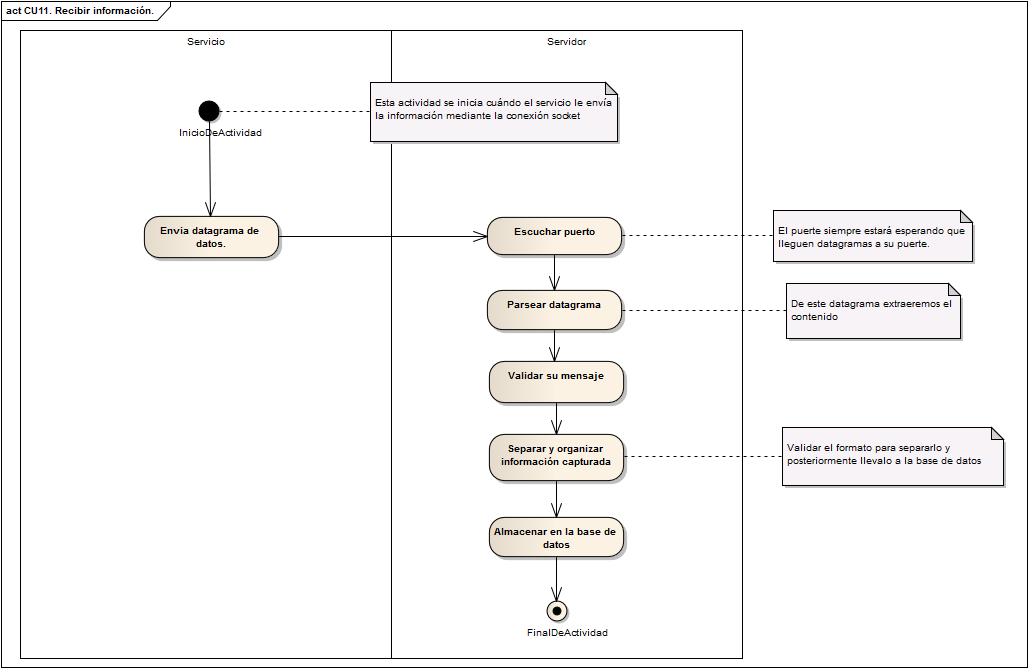 act CU11. Recibir información.
Servicio
Servidor
Esta actividad se inicia cuándo el servicio le envía
la información mediante la conexión socket
InicioDeActividad
Envía datagrama de
datos.
Escuchar puerto
El puerte siempre estará esperando que
lleguen datagramas a su puerte.
Parsear datagrama
De este datagrama extraeremos el
contenido
Validar su mensaje
Separar y organizar
información capturada
Validar el formato para separarlo y
posteriormente llevalo a la base de datos
Almacenar en la base de
datos
FinalDeActividad